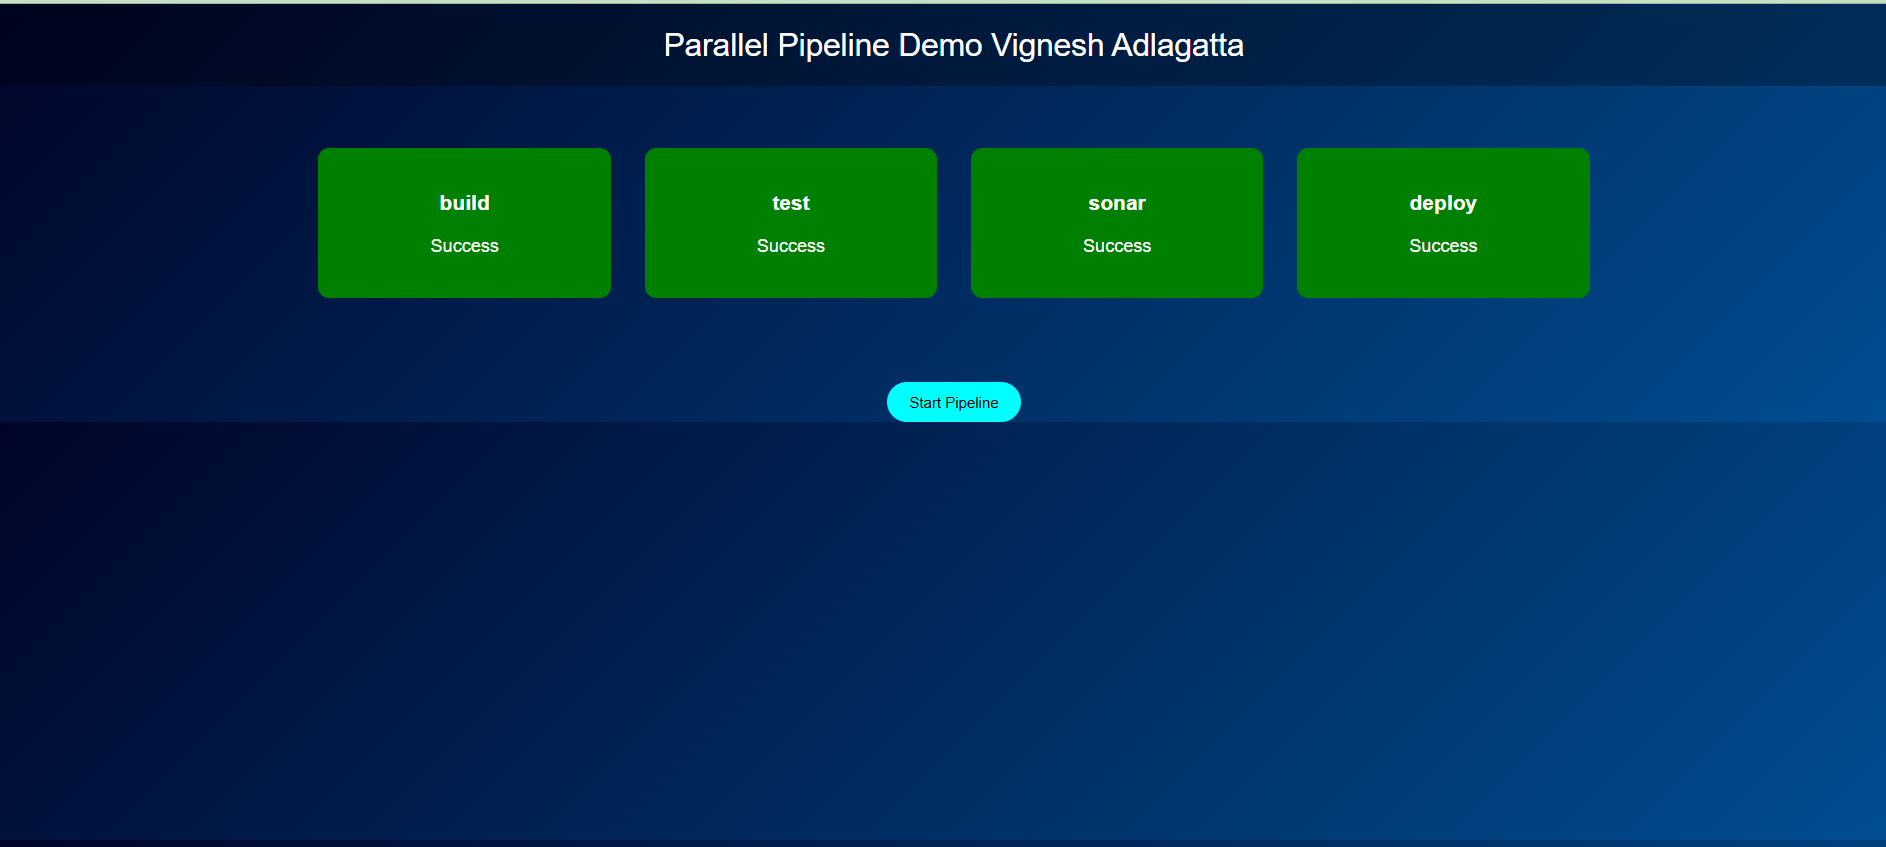 Parallel Pipeline Demo Vignesh Adlagatta
build
Success
test
Success
sonar
Success
deploy
Success
Start Pipeline